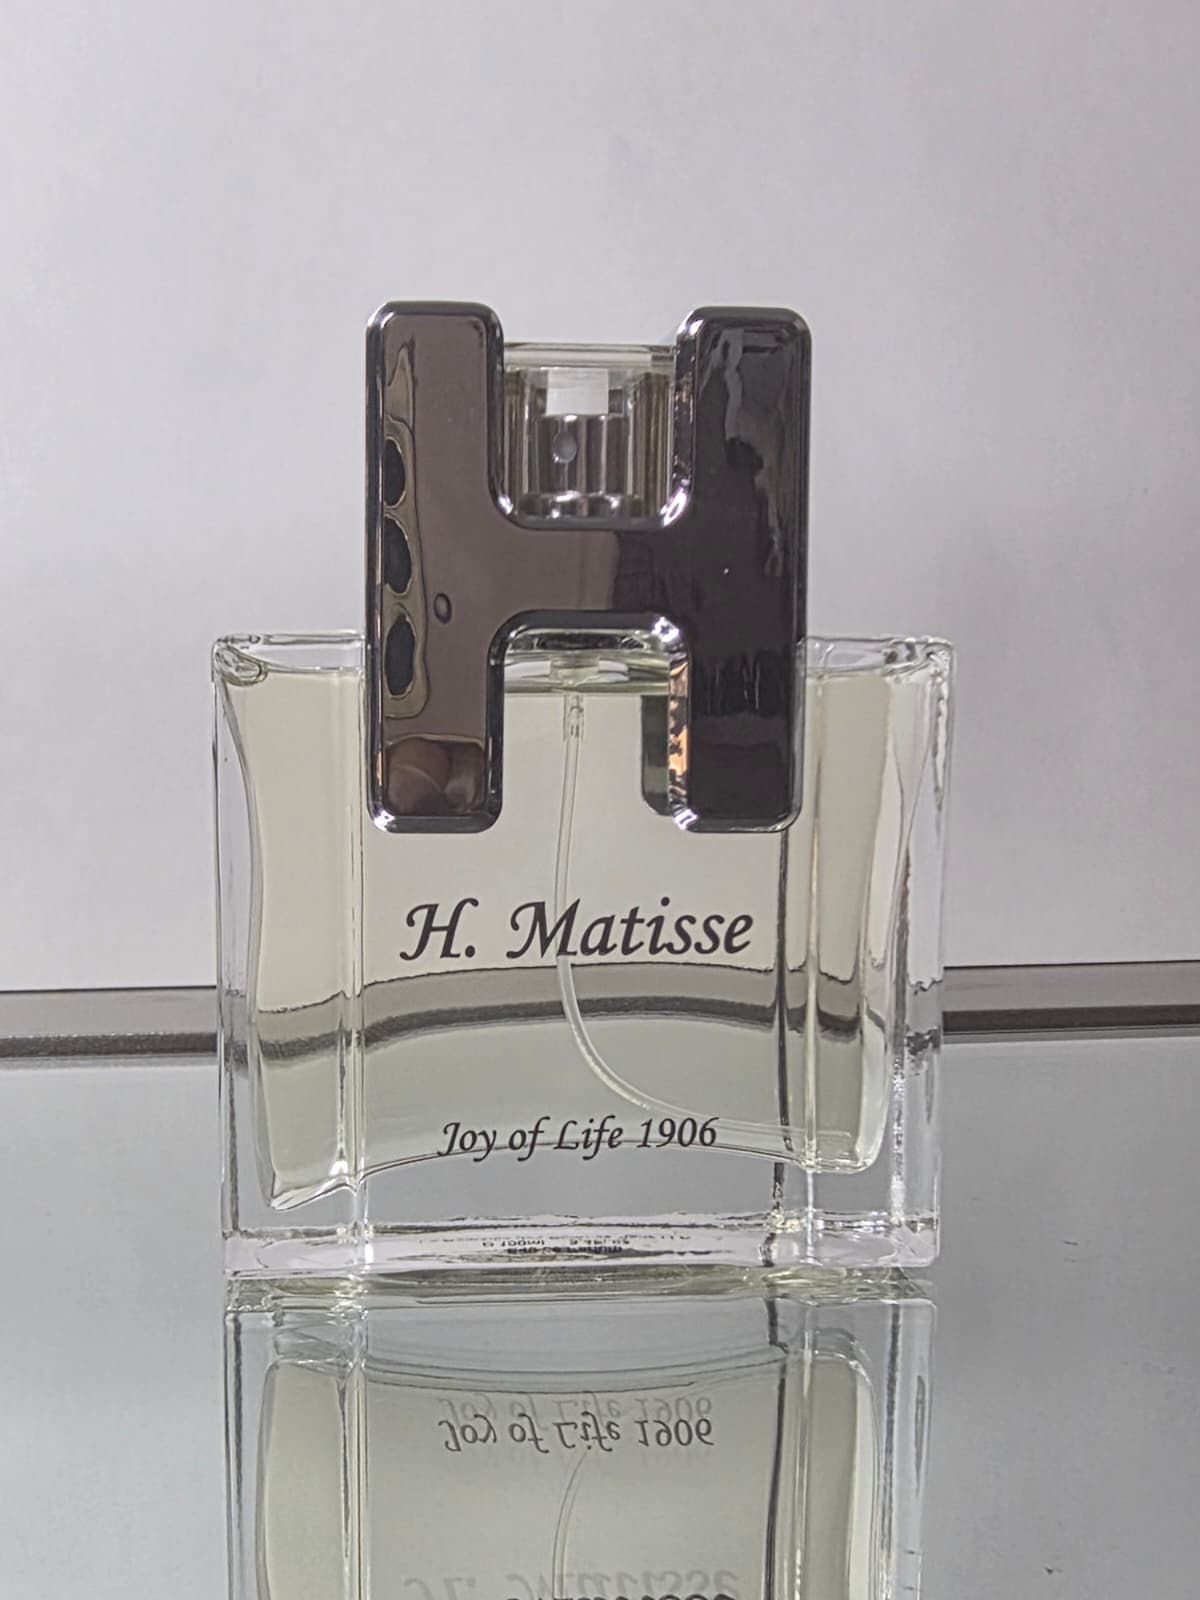 H
H. Matisse
Joy of Life 1906